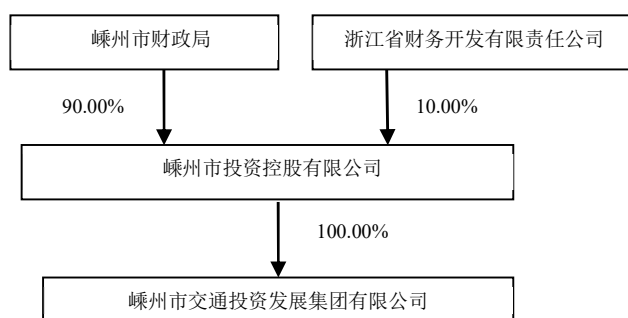 嵊州市财政局
浙江省财务开发有限责任公司
90.00%
10.00%
嵊州市投资控股有限公司
100.00%
嵊州市交通投资发展集团有限公司